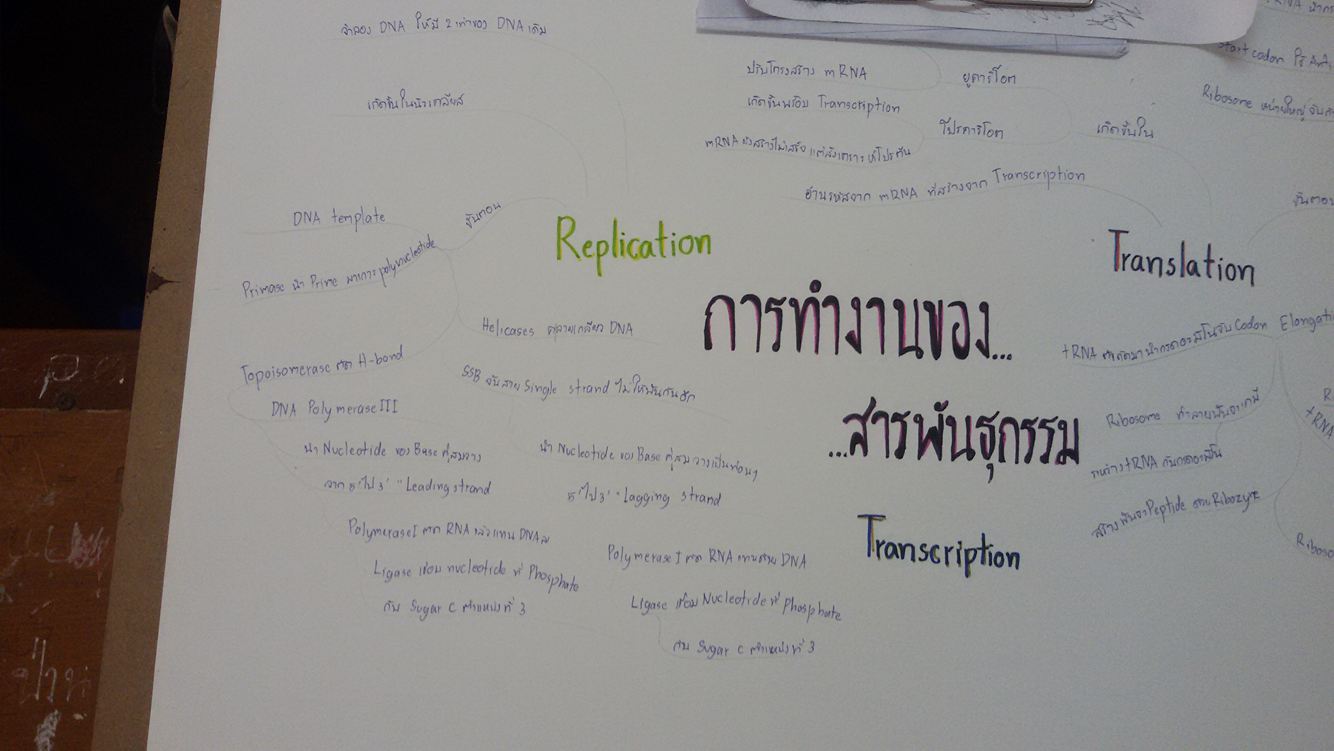 จำลอง DNA ให้มี 2 เท่าของ DNA เดิม
เกิดขึ้นในนิวเคลียส
ขั้นตอน
DNA template
Primase นำ Prime มาเกาะ polynucleotide
Helicases คลายเกลียว DNA
Topoisomerase ตัด H-bond
SSB จับสาย Single strand ไม่ให้พันกันอีก
DNA Polymerase III
นำ Nucleotide ของ Base คู่สมวาง
จาก 5' ไป 3' "Leading strand
นำ Nucleotide ของ Base คู่สมวางเป็นท่อนๆ
5' ไป 3' "Lagging strand
Polymerase I ตัด RNA แล้วแทน DNA
Ligase เชื่อม nucleotide ที่ Phosphate
กับ Sugar C ตำแหน่งที่ 3
Polymerase I ตัด RNA แทนด้วย DNA
Ligase เชื่อม Nucleotide ที่ Phosphate
กับ Sugar C ตำแหน่งที่ 3
Replication
การทำงานของ...
...สารพันธุกรรม
Transcription
Translation
เกิดขึ้นใน
ยูคาริโอต
ปรับโครงสร้าง mRNA
โปรคาริโอต
เกิดขึ้นพร้อม Transcription
mRNA ยังสร้างไม่เสร็จ แต่สังเคราะห์โปรตีน
อ่านรหัสจาก mRNA ที่สร้างจาก Transcription
ขั้นตอน
start codon ใช้
Ribosome หน่วยใหญ่จับกับ
Elongati
tRNA ตัวถัดมานำกรดอะมิโนจับ Codon
Ribosome ทำลายพันธะเคมี
ระหว่าง tRNA กับกรดอะมิโน
สร้างพันธะ Peptide ด้วย Ribozyme
tRNA
Riboso